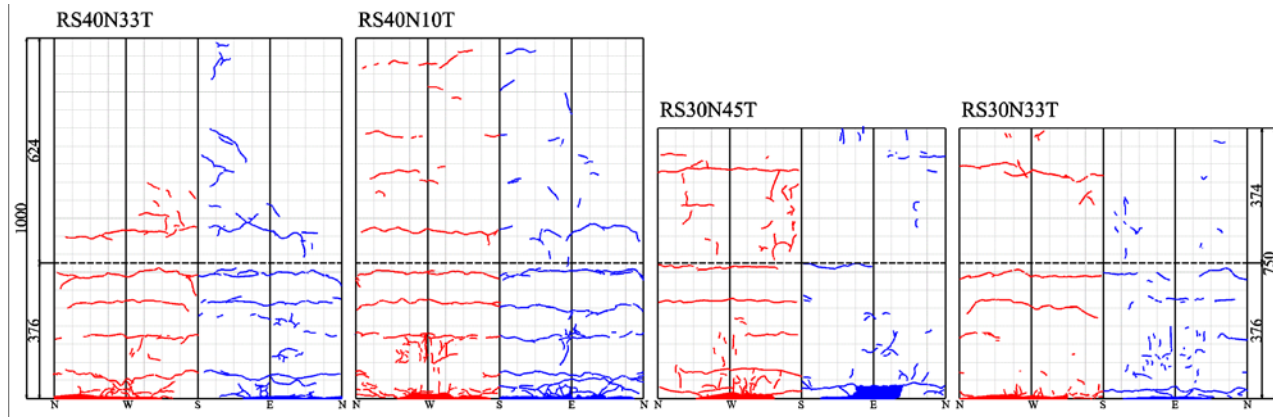 RS40N33T
RS40N10T
RS30N45T
RS30N33T
624
1000
376
374
750
376
N W S E N
N W S E N
N W S E N
N W S E N